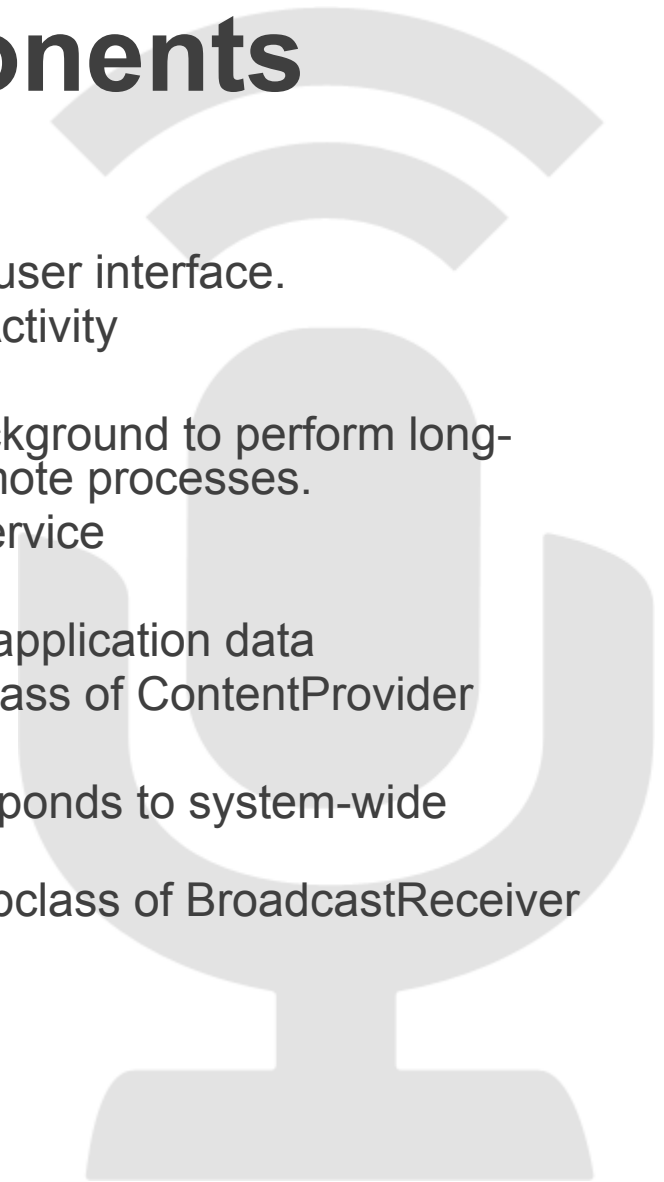 onents
user interface.
ctivity
kground to perform long-
note processes.
ervice
application data
ass of ContentProvider
ponds to system-wide
oclass of BroadcastReceiver